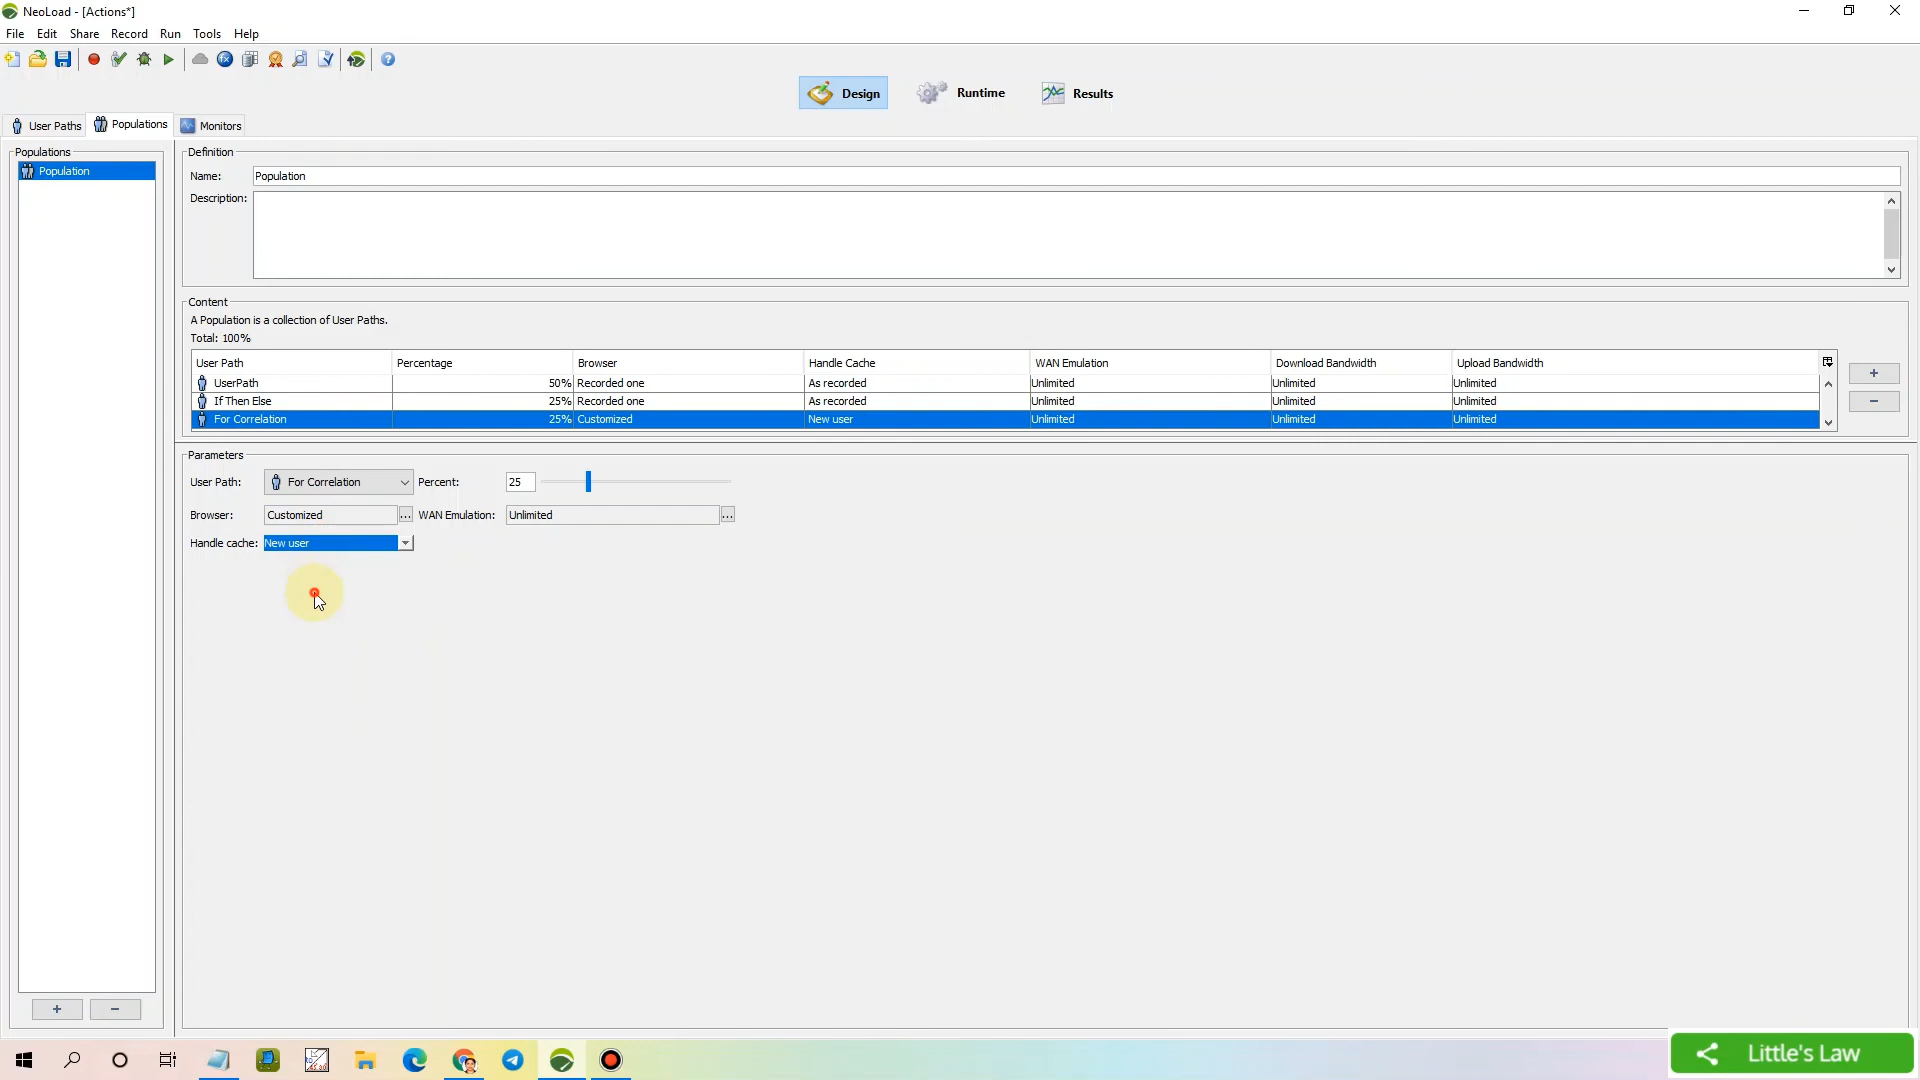 NeoLoad - [Actions*]
File Edit Share Record Run Tools Help
Design Runtime Results
User Paths Populations Monitors
Populations
Population
Definition
Name: Population
Description:
Content
A Population is a collection of User Paths.
Total: 100%
User Path Percentage Browser Handle Cache WAN Emulation Download Bandwidth Upload Bandwidth
UserPath 50% Recorded one As recorded Unlimited Unlimited Unlimited
If Then Else 25% Recorded one As recorded Unlimited Unlimited Unlimited
For Correlation 25% Customized New user Unlimited Unlimited Unlimited
+
−
Parameters
User Path: For Correlation Percent: 25
Browser: Customized ... WAN Emulation: Unlimited ...
Handle cache: New user
+ −
Little's Law